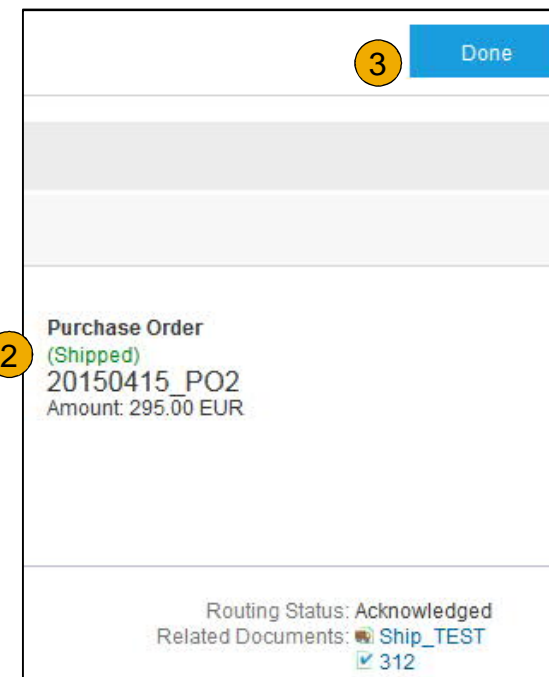 3
Done
2
Purchase Order
(Shipped)
20150415_PO2
Amount: 295.00 EUR
Routing Status: Acknowledged
Related Documents: Ship_TEST
312